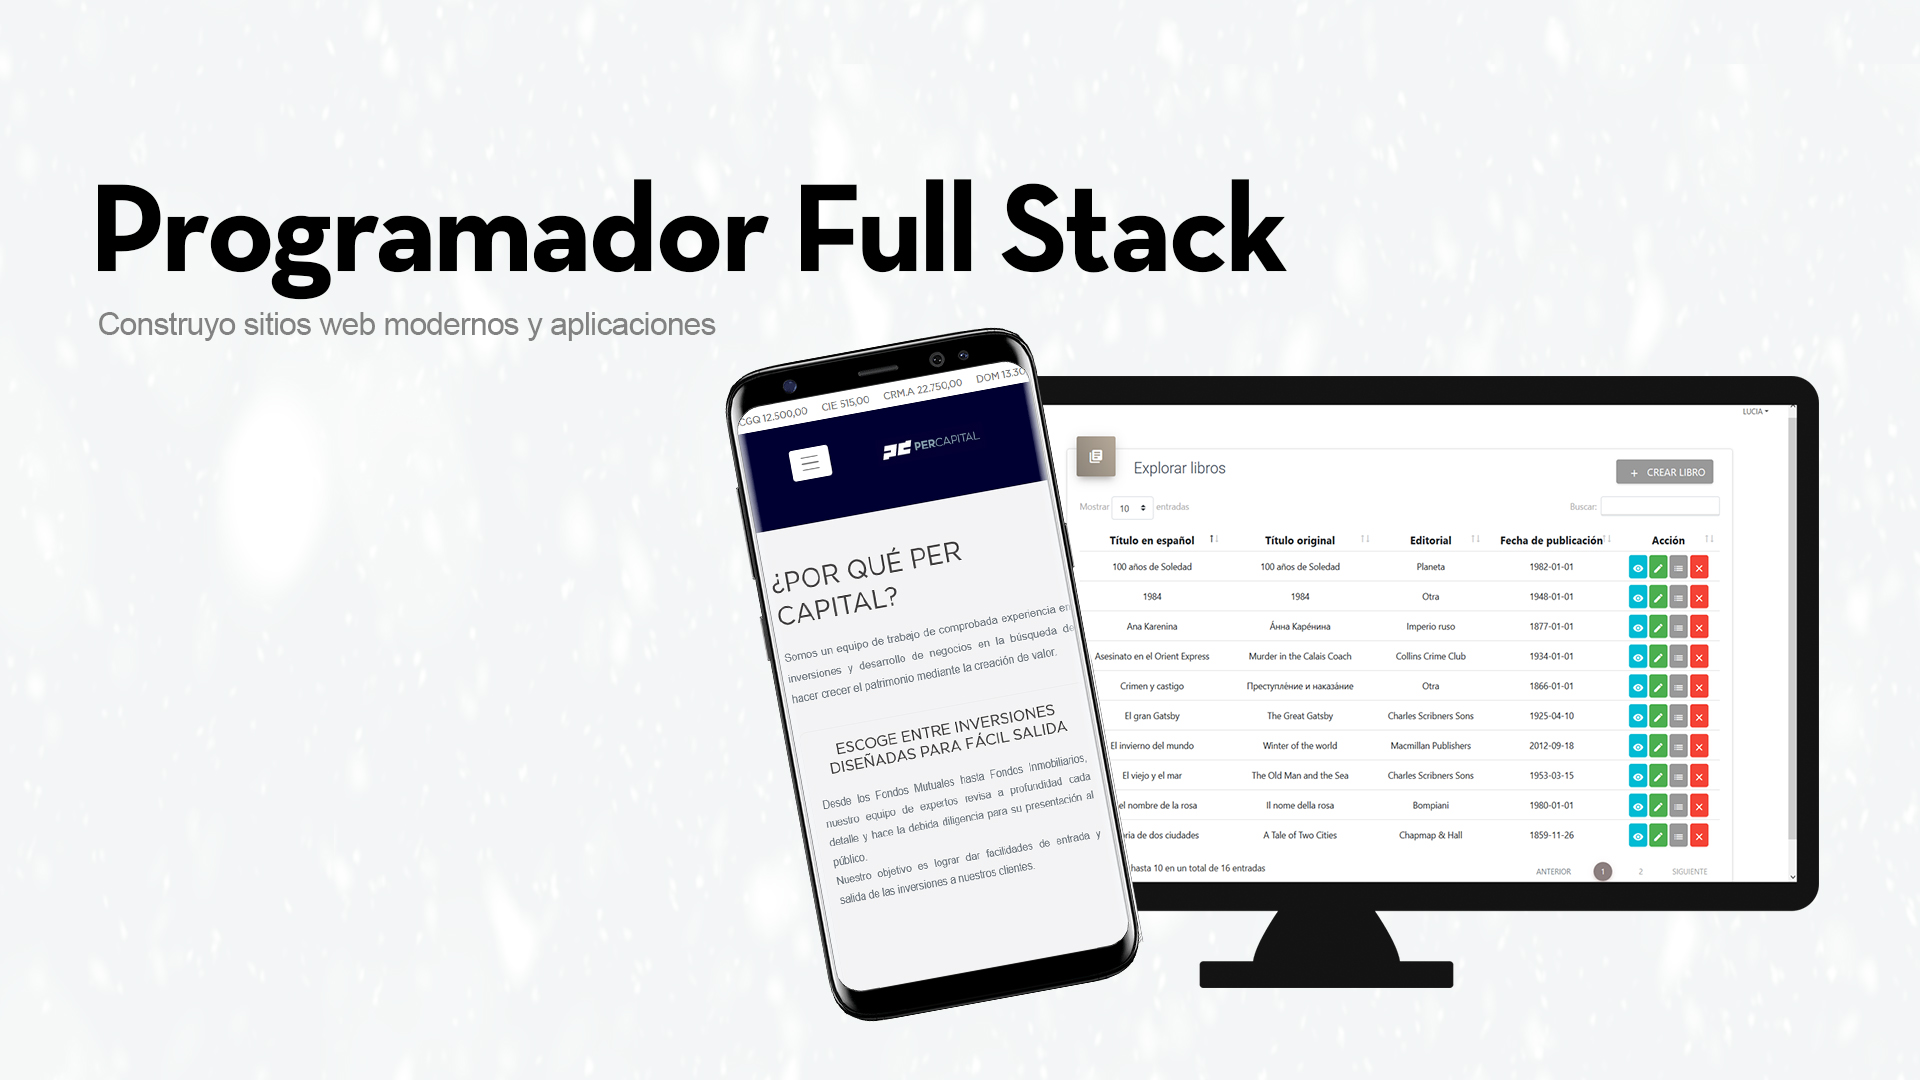 Programador Full Stack
Construyo sitios web modernos y aplicaciones
CGQ 12.500,00 CIE 515,00 CRM.A 22.750,00 DOM 13.30
PERCAPITAL
¿POR QUÉ PER
CAPITAL?
Somos un equipo de trabajo de comprobada experiencia en
inversiones y desarrollo de negocios en la búsqueda de
hacer crecer el patrimonio mediante la creación de valor.
ESCOGE ENTRE INVERSIONES
DISEÑADAS PARA FÁCIL SALIDA
Desde los Fondos Mutuales hasta Fondos Inmobiliarios,
nuestro equipo de expertos revisa a profundidad cada
detalle y hace la debida diligencia para su presentación al
público.
Nuestro objetivo es lograr dar facilidades de entrada y
salida de las inversiones a nuestros clientes.
LUCIA
Explorar libros
+ CREAR LIBRO
Mostrar 10 entradas Buscar:
Título en español Título original Editorial Fecha de publicación Acción
100 años de Soledad 100 años de Soledad Planeta 1982-01-01
1984 1984 Otra 1948-01-01
Ana Karenina Áнна Карéнина Imperio ruso 1877-01-01
Asesinato en el Orient Express Murder in the Calais Coach Collins Crime Club 1934-01-01
Crimen y castigo Преступлéние и наказáние Otra 1866-01-01
El gran Gatsby The Great Gatsby Charles Scribners Sons 1925-04-10
El invierno del mundo Winter of the world Macmillan Publishers 2012-09-18
El viejo y el mar The Old Man and the Sea Charles Scribners Sons 1953-03-15
el nombre de la rosa Il nome della rosa Bompiani 1980-01-01
ria de dos ciudades A Tale of Two Cities Chapmap & Hall 1859-11-26
hasta 10 en un total de 16 entradas
ANTERIOR 1 2 SIGUIENTE